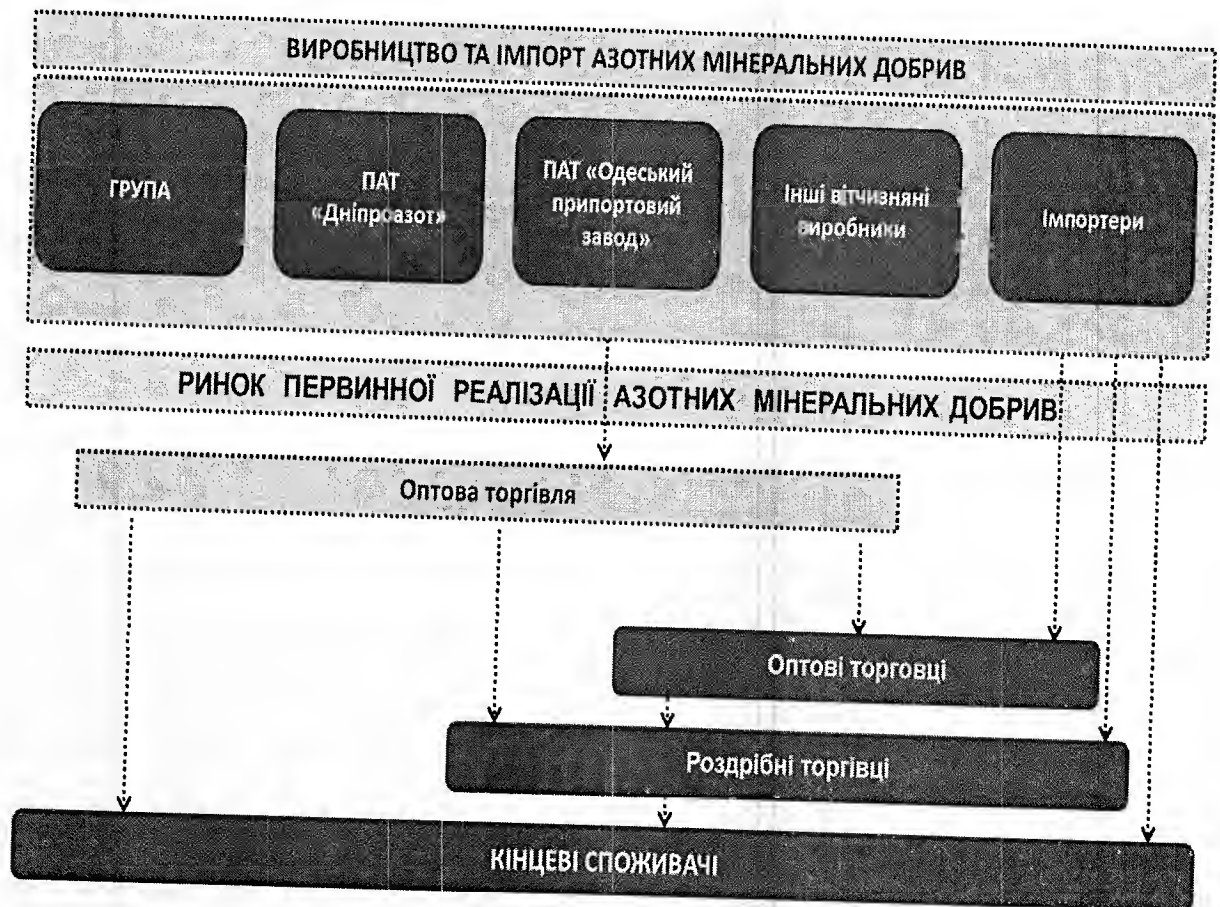 ВИРОБНИЦТВО ТА ІМПОРТ АЗОТНИХ МІНЕРАЛЬНИХ ДОБРИВ
ГРУПА
ПАТ
«Дніпроазот»
ПАТ «Одеський
припортовий
завод»
Інші вітчизняні
виробники
Імпортери
РИНОК ПЕРВИННОЇ РЕАЛІЗАЦІЇ АЗОТНИХ МІНЕРАЛЬНИХ ДОБРИВ
Оптова торгівля
Оптові торговці
Роздрібні торгівці
КІНЦЕВІ СПОЖИВАЧІ